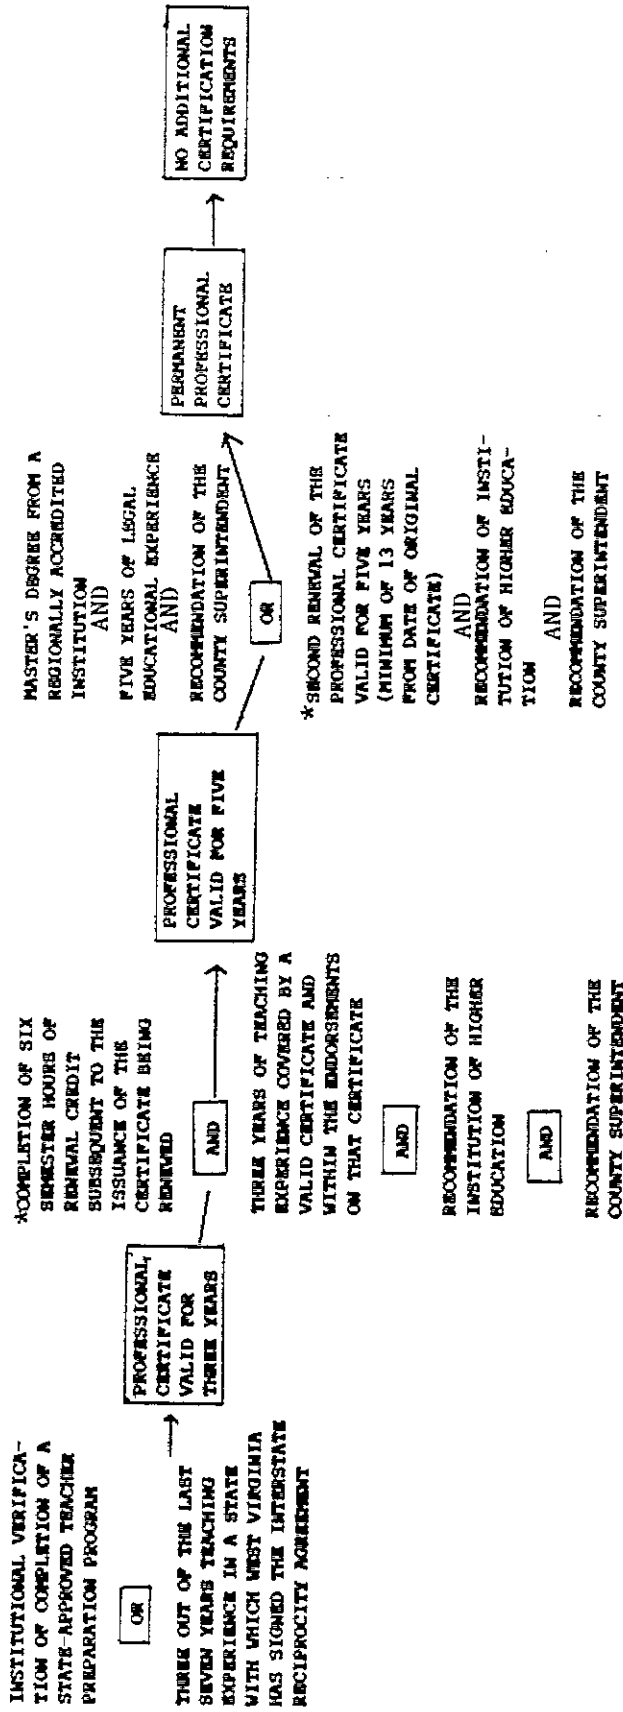 INSTITUTIONAL VERIFICA-
TION OF COMPLETION OF A
STATE-APPROVED TEACHER
PREPARATION PROGRAM
OR
THREE OUT OF THE LAST
SEVEN YEARS TEACHING
EXPERIENCE IN A STATE
WITH WHICH WEST VIRGINIA
HAS SIGNED THE INTERSTATE
RECIPROCITY AGREEMENT
PROFESSIONAL,
CERTIFICATE
VALID FOR
THREE YEARS
*COMPLETION OF SIX
SEMESTER HOURS OF
RENEWAL CREDIT
SUBSEQUENT TO THE
ISSUANCE OF THE
CERTIFICATE BEING
RENEWED
AND
THREE YEARS OF TEACHING
EXPERIENCE COVERED BY A
VALID CERTIFICATE AND
WITHIN THE ENDORSEMENTS
ON THAT CERTIFICATE
AND
RECOMMENDATION OF THE
INSTITUTION OF HIGHER
EDUCATION
AND
RECOMMENDATION OF THE
COUNTY SUPERINTENDENT
PROFESSIONAL
CERTIFICATE
VALID FOR FIVE
YEARS
MASTER'S DEGREE FROM A
REGIONALLY ACCREDITED
INSTITUTION
AND
FIVE YEARS OF LEGAL
EDUCATIONAL EXPERIENCE
AND
RECOMMENDATION OF THE
COUNTY SUPERINTENDENT
OR
*SECOND RENEWAL OF THE
PROFESSIONAL CERTIFICATE
VALID FOR FIVE YEARS
(MINIMUM OF 13 YEARS
FROM DATE OF ORIGINAL
CERTIFICATE)
AND
RECOMMENDATION OF INSTI-
TUTION OF HIGHER EDUCA-
TION
AND
RECOMMENDATION OF THE
COUNTY SUPERINTENDENT
PERMANENT
PROFESSIONAL
CERTIFICATE
NO ADDITIONAL
CERTIFICATION
REQUIREMENTS